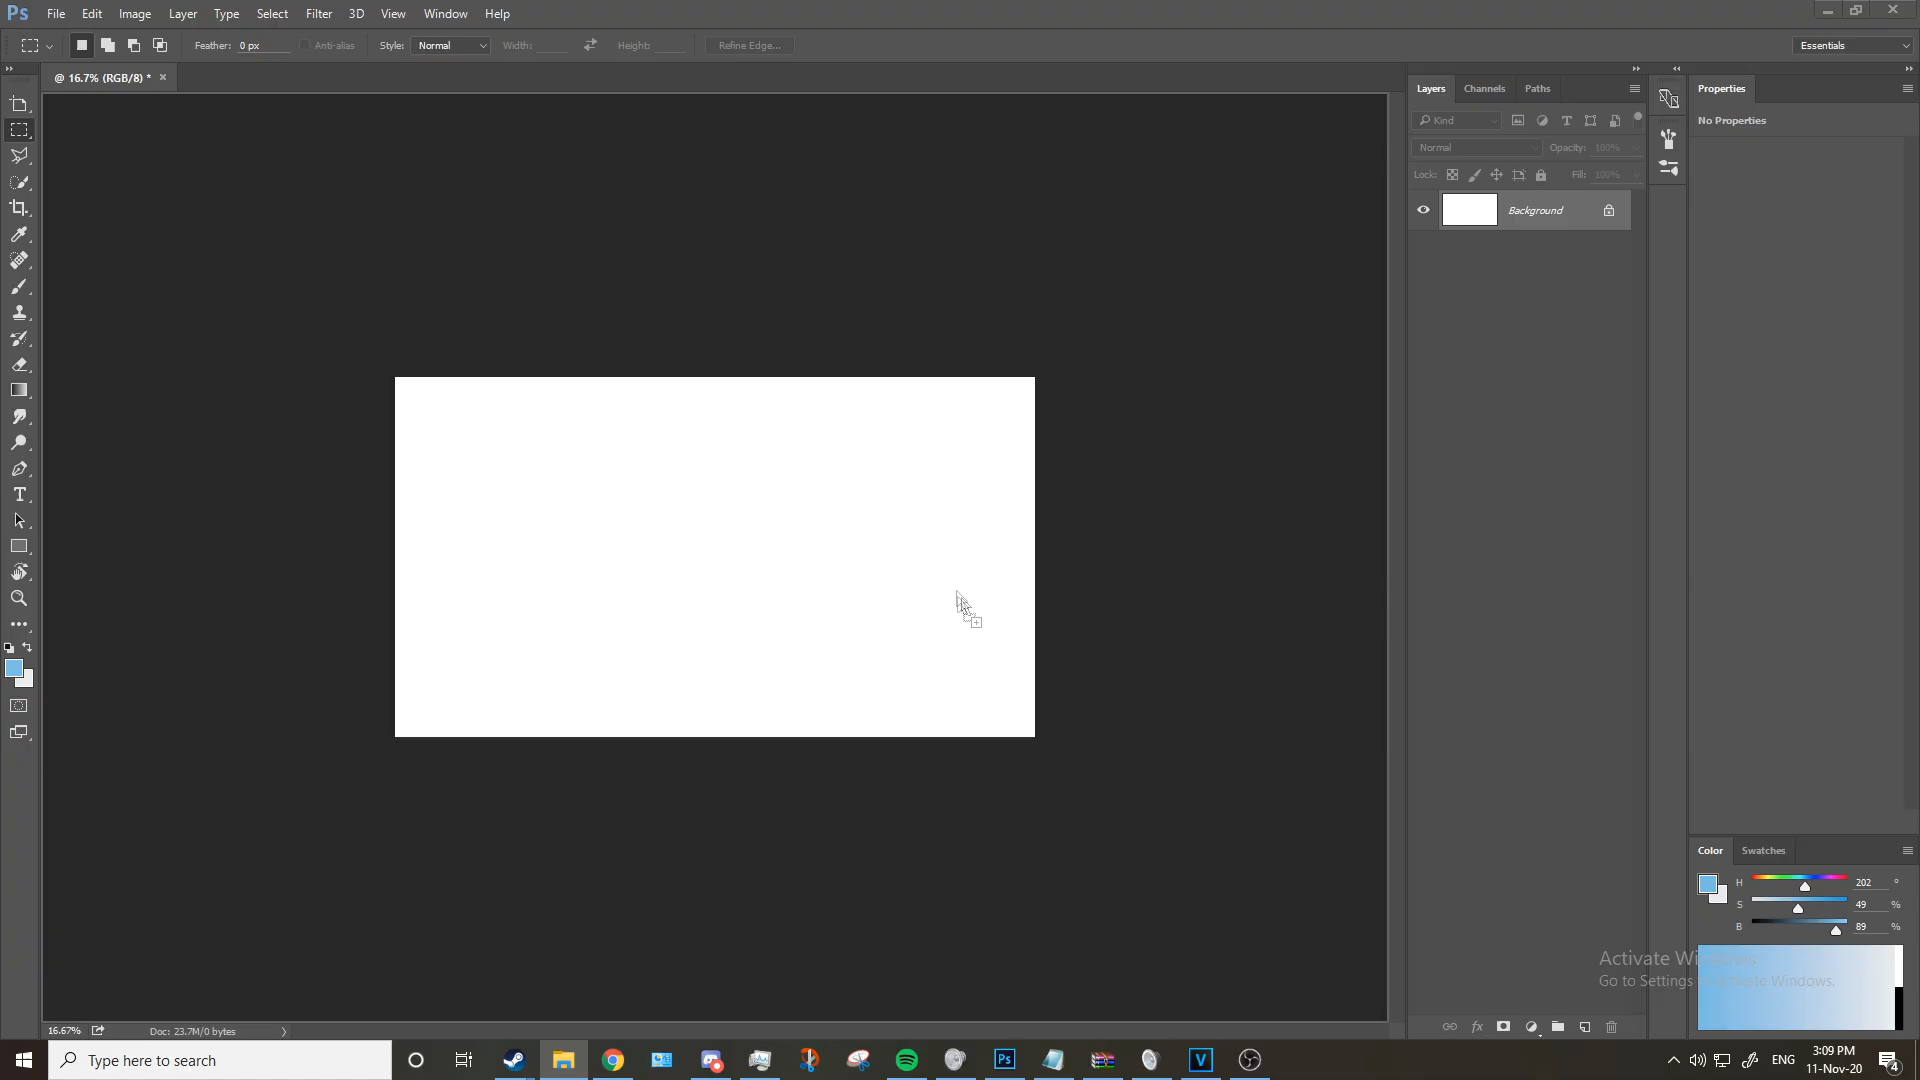 Ps File Edit Image Layer Type Select Filter 3D View Window Help
Feather: 0 px Anti-alias Style: Normal Width: Height: Refine Edge... Essentials
@ 16.7% (RGB/8) *
Layers Channels Paths
Kind
Normal Opacity: 100%
Lock: Fill: 100%
Background
Properties
No Properties
Color Swatches
H 202 °
S 49 %
B 89 %
Activate Windows
Go to Settings to activate Windows.
16.67% Doc: 23.7M/0 bytes
fx
Type here to search
Ps
V
ENG
3:09 PM
11-Nov-20
4